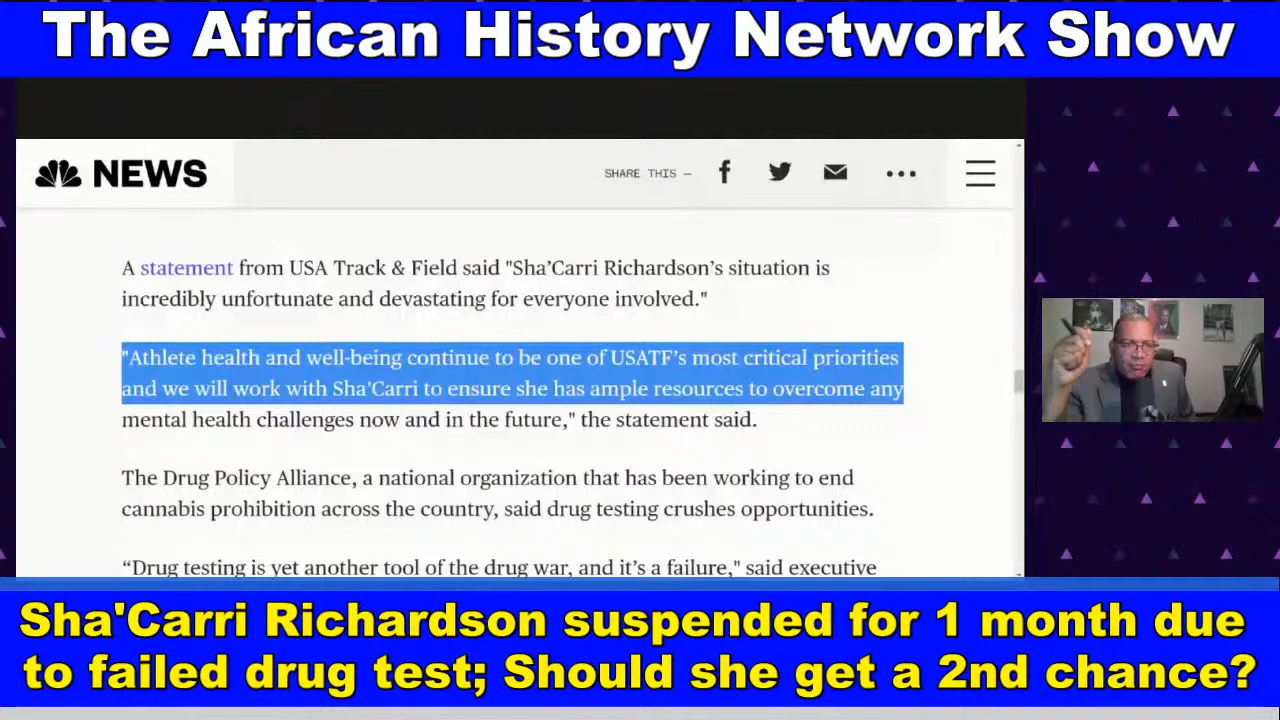 The African History Network Show
NEWS
SHARE THIS —
A statement from USA Track & Field said "Sha’Carri Richardson’s situation is
incredibly unfortunate and devastating for everyone involved."
"Athlete health and well-being continue to be one of USATF’s most critical priorities
and we will work with Sha’Carri to ensure she has ample resources to overcome any
mental health challenges now and in the future," the statement said.
The Drug Policy Alliance, a national organization that has been working to end
cannabis prohibition across the country, said drug testing crushes opportunities.
“Drug testing is yet another tool of the drug war, and it’s a failure," said executive
Sha'Carri Richardson suspended for 1 month due
to failed drug test; Should she get a 2nd chance?